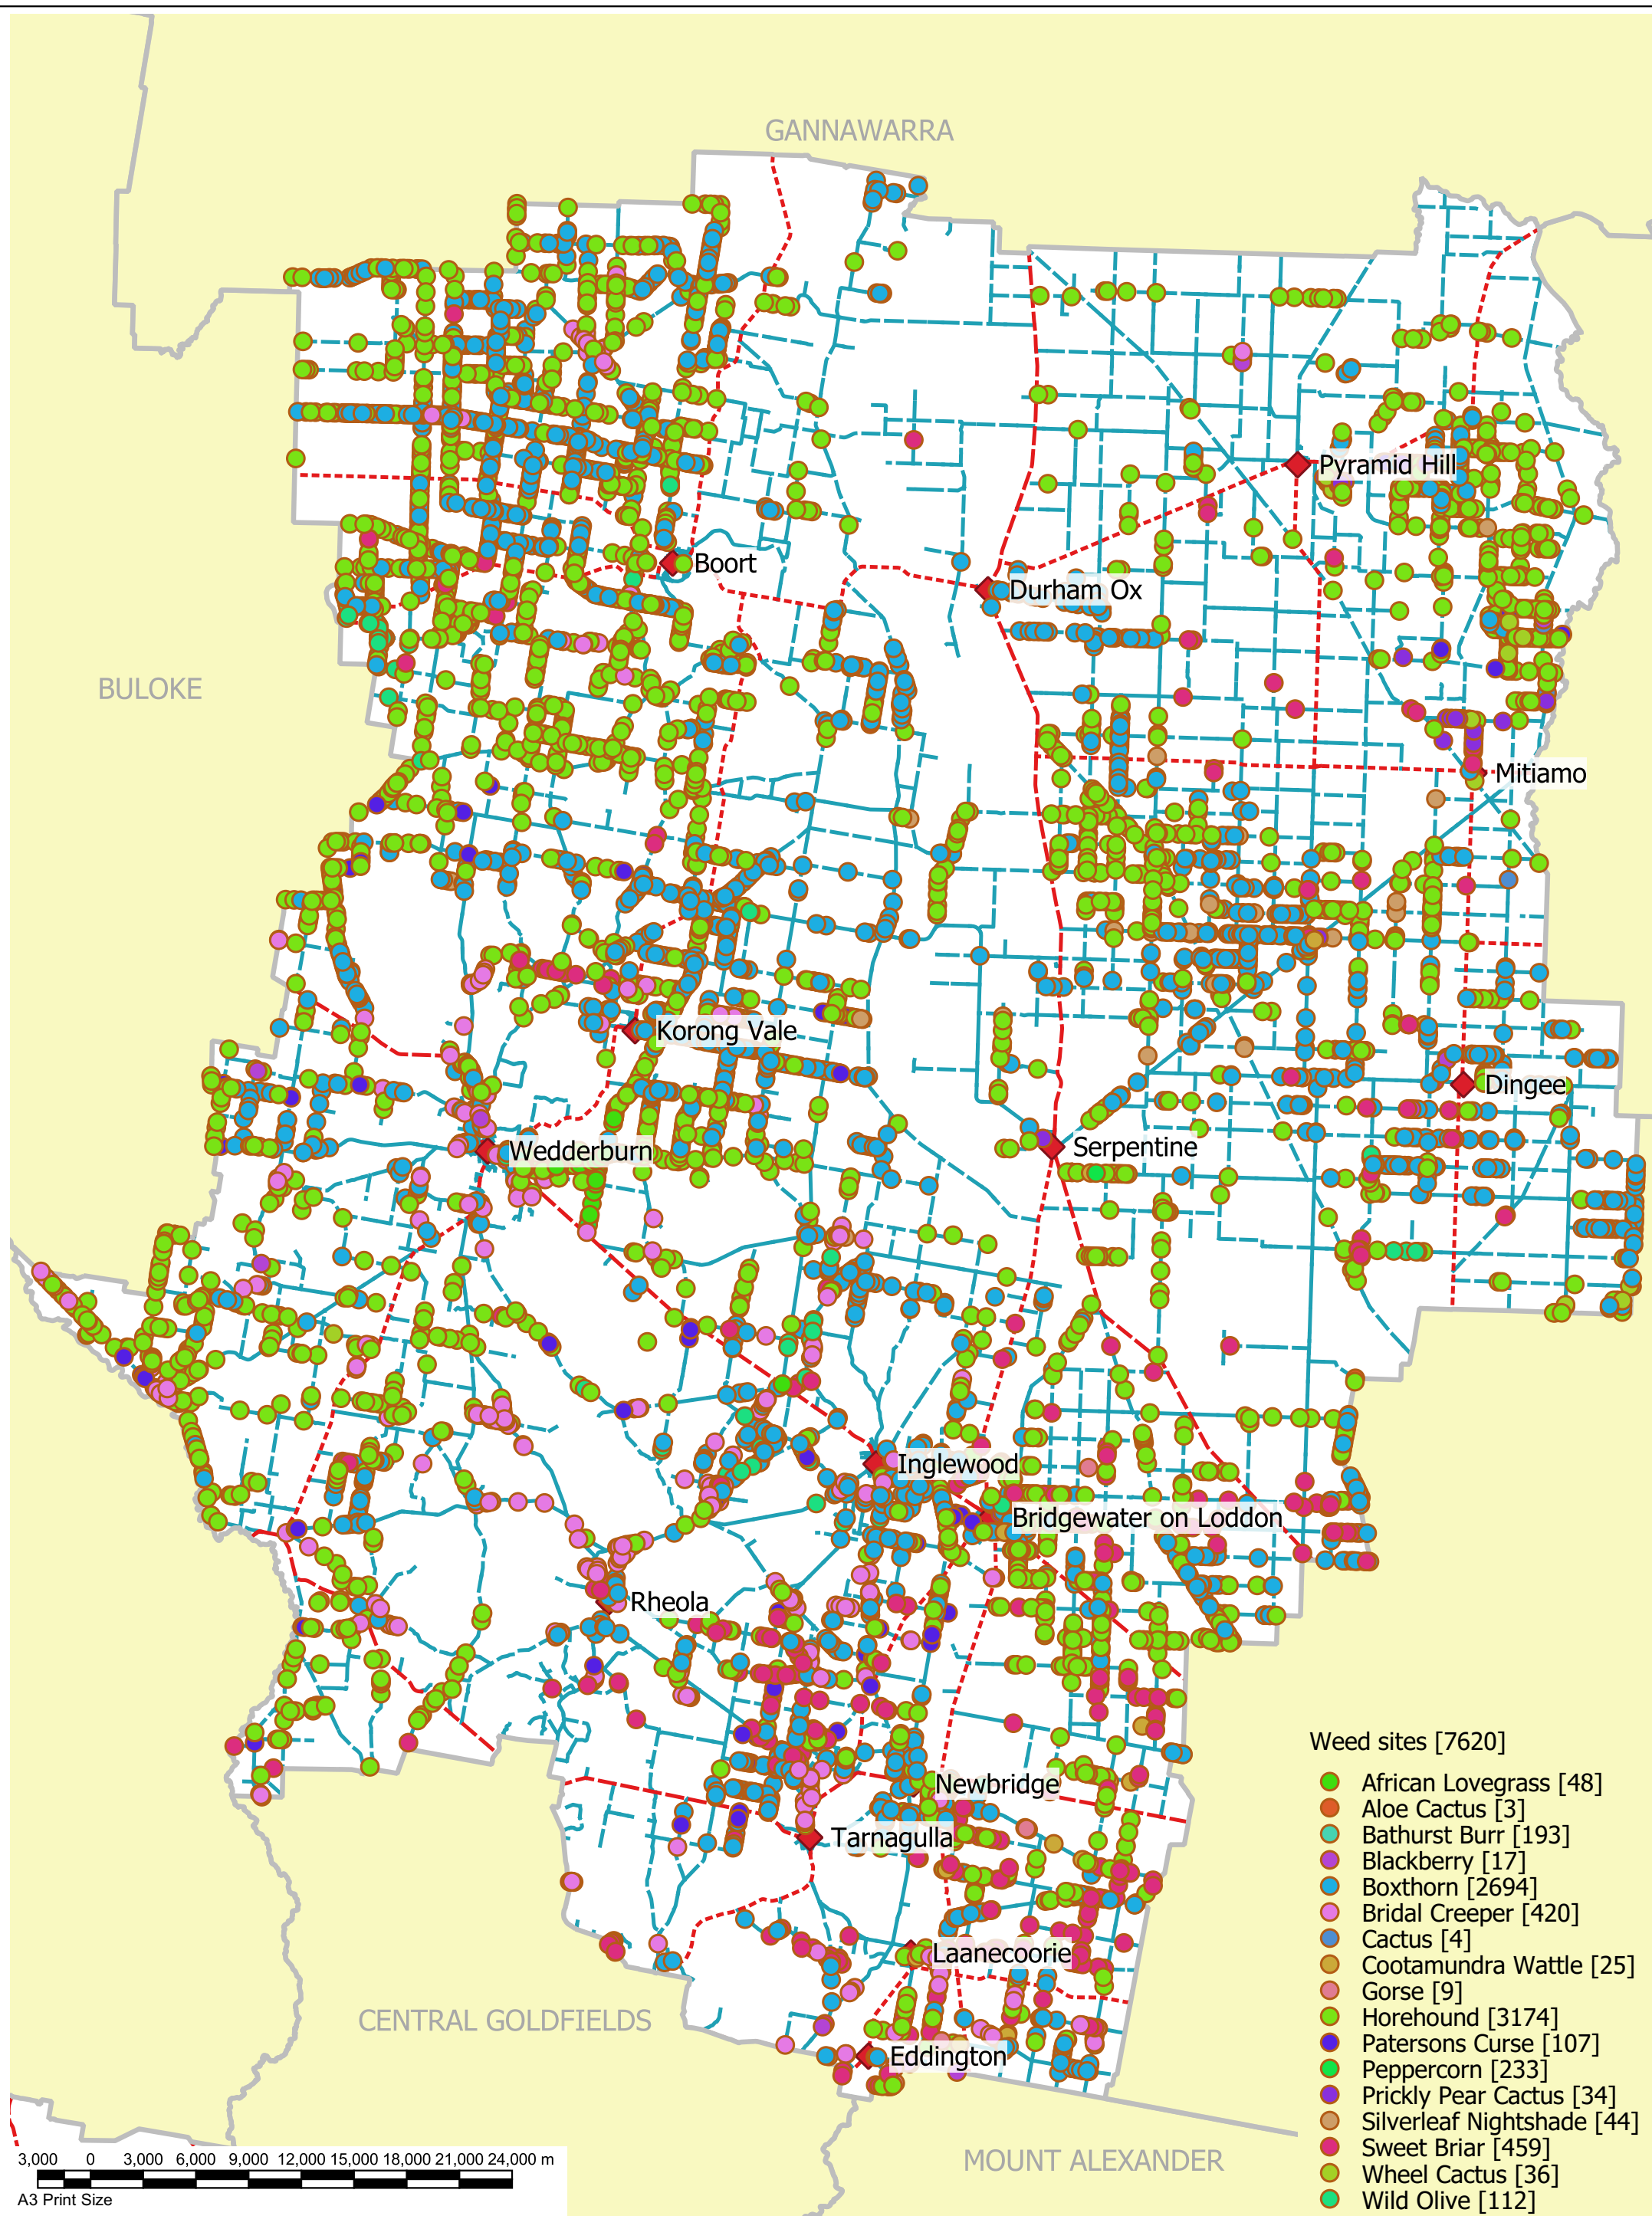 GANNAWARRA
Pyramid Hill
Boort
Durham Ox
BULOKE
Mitiamo
Korong Vale
Dingee
Serpentine
Wedderburn
Inglewood
Bridgewater on Loddon
Rheola
Newbridge
Tarnagulla
Laanecoorie
CENTRAL GOLDFIELDS
Eddington
MOUNT ALEXANDER
Weed sites [7620]
African Lovegrass [48]
Aloe Cactus [3]
Bathurst Burr [193]
Blackberry [17]
Boxthorn [2694]
Bridal Creeper [420]
Cactus [4]
Cootamundra Wattle [25]
Gorse [9]
Horehound [3174]
Patersons Curse [107]
Peppercorn [233]
Prickly Pear Cactus [34]
Silverleaf Nightshade [44]
Sweet Briar [459]
Wheel Cactus [36]
Wild Olive [112]
3,000 0 3,000 6,000 9,000 12,000 15,000 18,000 21,000 24,000 m
A3 Print Size